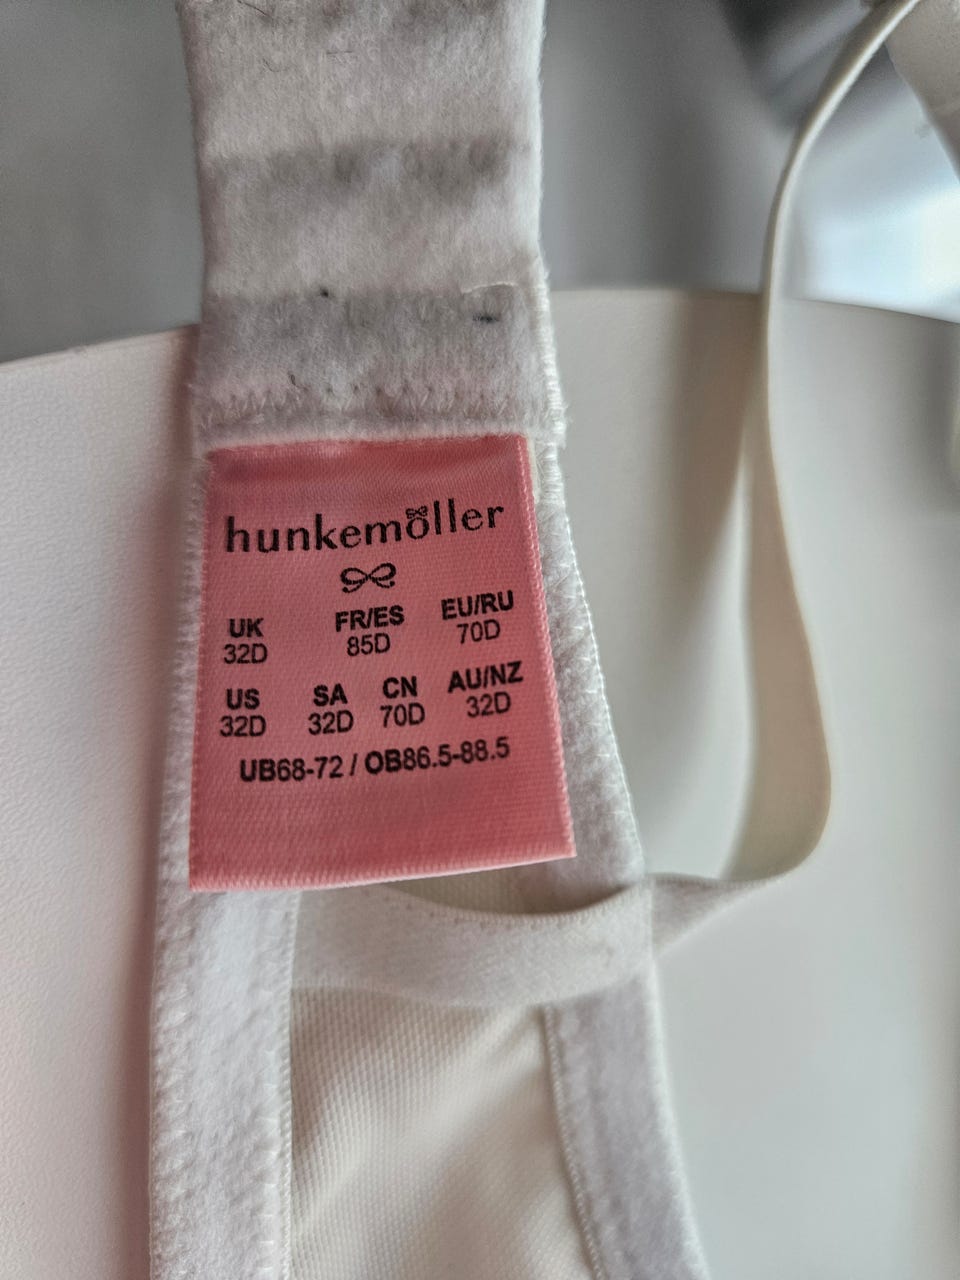 hunkemöller
UK FR/ES EU/RU
32D 85D 70D
US SA CN AU/NZ
32D 32D 70D 32D
UB68-72 / OB86.5-88.5